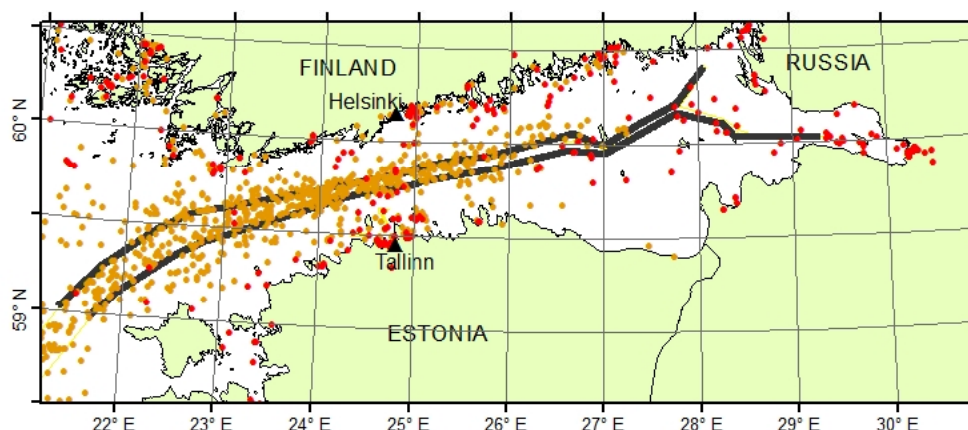 FINLAND
RUSSIA
Helsinki
60° N
Tallinn
59° N
ESTONIA
22° E 23° E 24° E 25° E 26° E 27° E 28° E 29° E 30° E